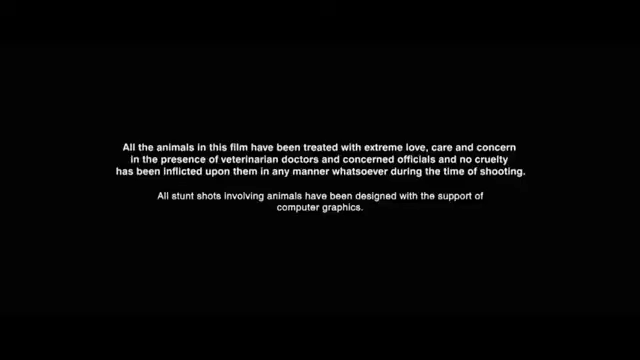 All the animals in this film have been treated with extreme love, care and concern
in the presence of veterinarian doctors and concerned officials and no cruelty
has been inflicted upon them in any manner whatsoever during the time of shooting.
All stunt shots involving animals have been designed with the support of
computer graphics.